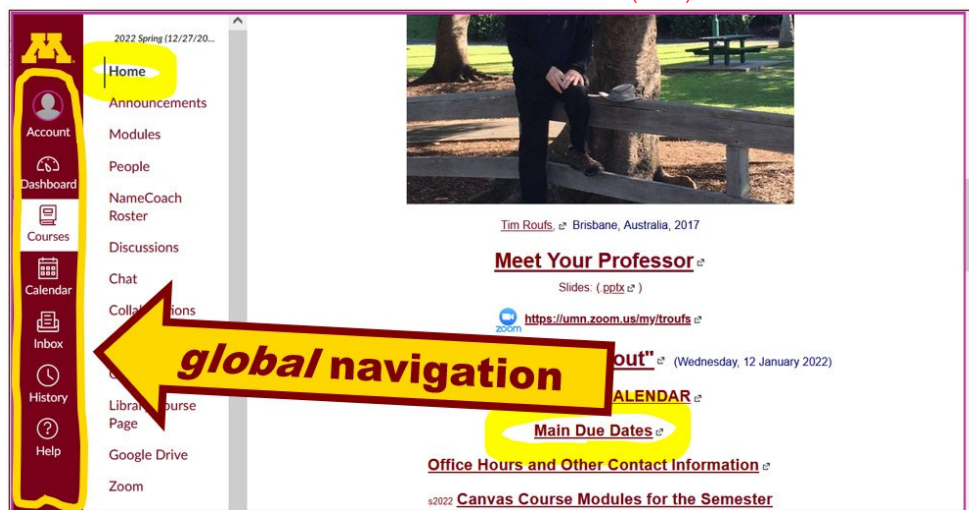 M
2022 Spring (12/27/20...
Home
Account
Announcements
Modules
Dashboard
People
NameCoach
Roster
Courses
Discussions
Calendar
Chat
Inbox
History
Library Course
Page
Help
Google Drive
Zoom
global navigation
Tim Roufs, Brisbane, Australia, 2017
Meet Your Professor
Slides: (.pptx )
zoom https://umn.zoom.us/my/troufs
out" (Wednesday, 12 January 2022)
ALENDAR
Main Due Dates
Office Hours and Other Contact Information
s2022 Canvas Course Modules for the Semester